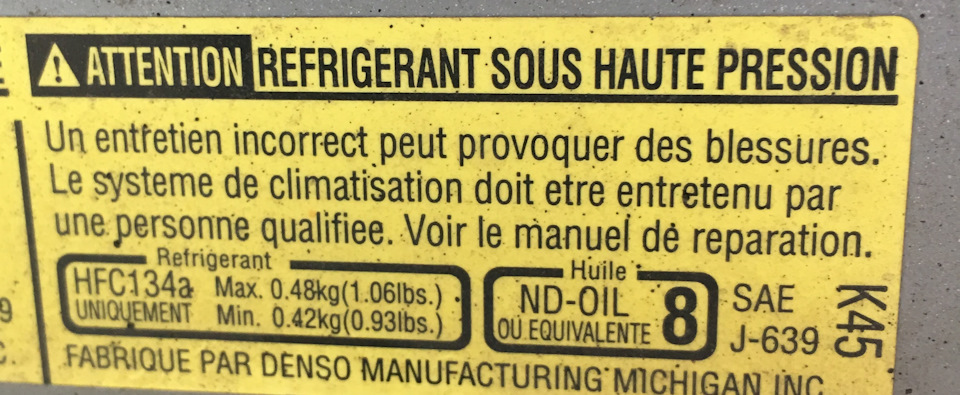 ATTENTION REFRIGERANT SOUS HAUTE PRESSION
Un entretien incorrect peut provoquer des blessures.
Le systeme de climatisation doit etre entretenu par
une personne qualifiee. Voir le manuel de reparation.
Refrigerant
HFC134a Max. 0.48kg(1.06lbs.)
UNIQUEMENT Min. 0.42kg(0.93lbs.)
Huile
ND-OIL 8
OU EQUIVALENTE
SAE
J-639
K45
FABRIQUE PAR DENSO MANUFACTURING MICHIGAN INC